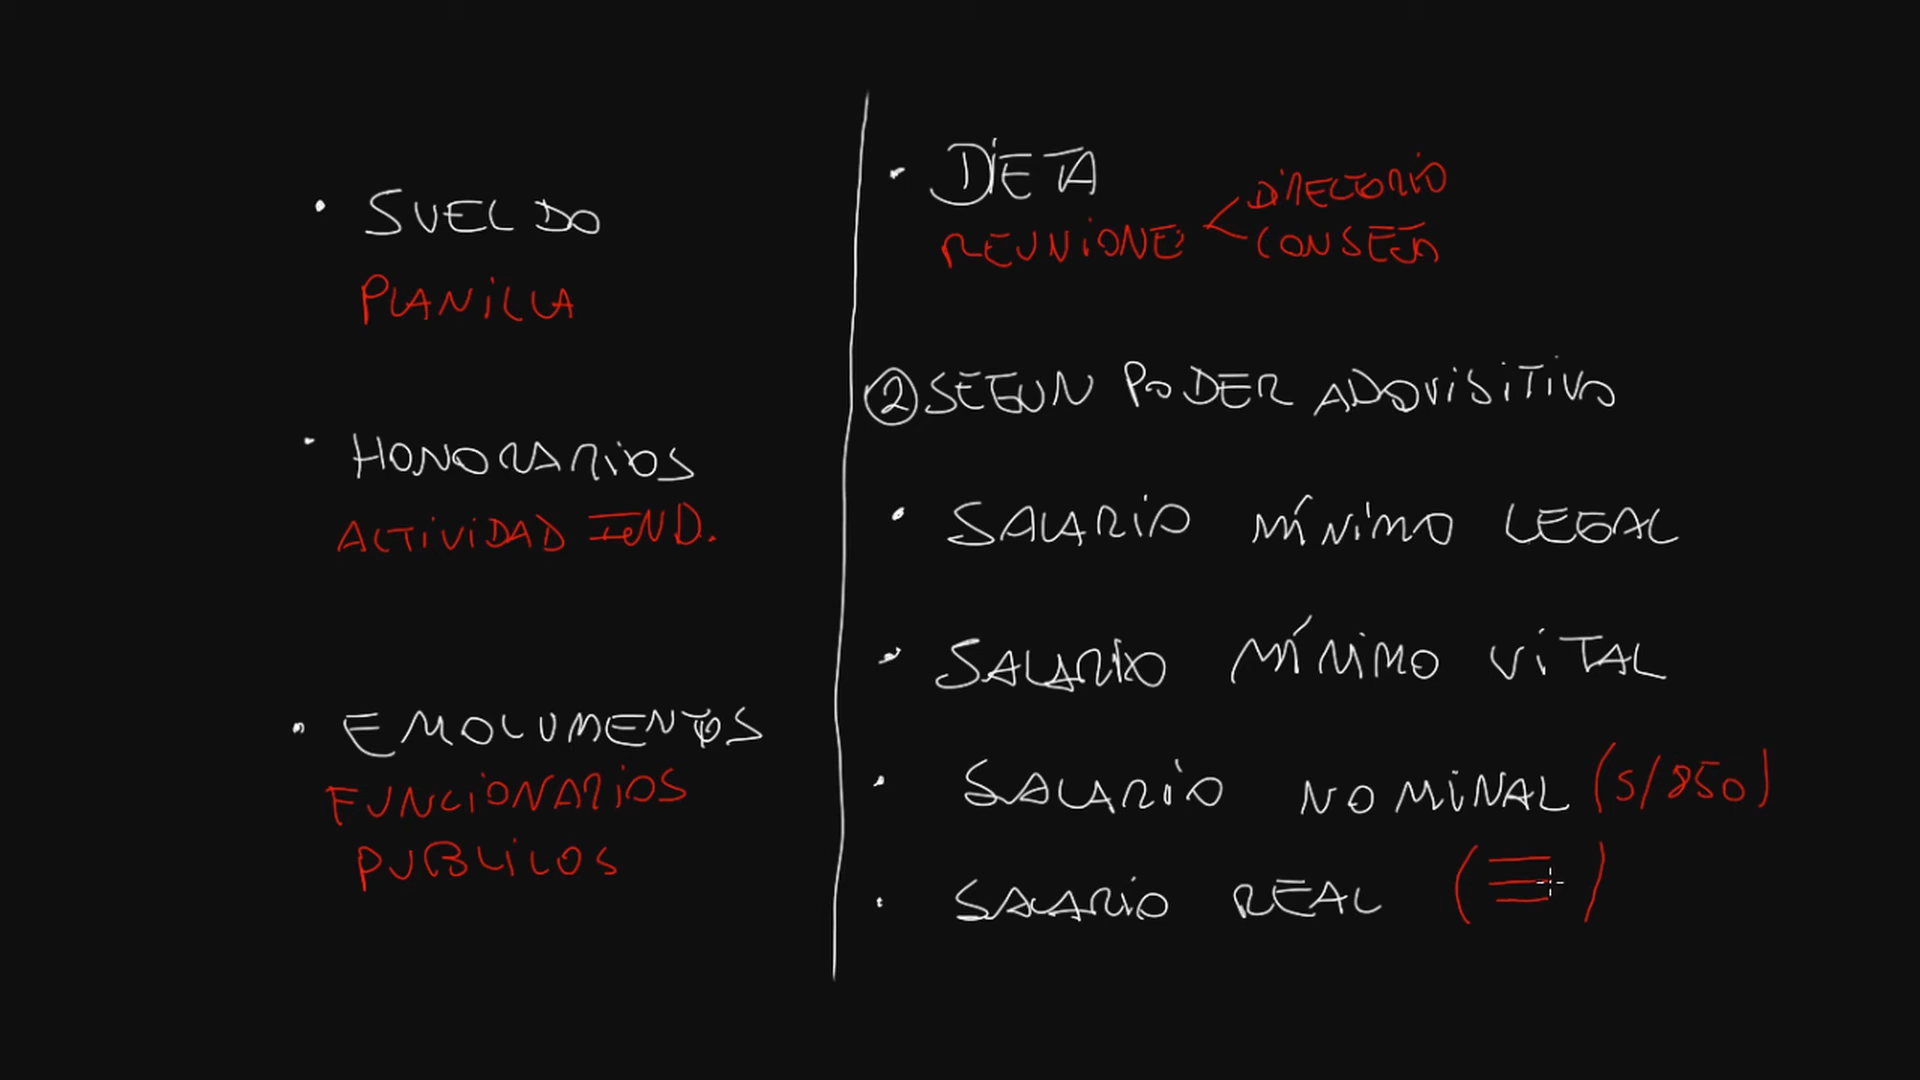 • SUELDO
PLANILLA
• HONORARIOS
ACTIVIDAD IND.
• EMOLUMENTOS
FUNCIONARIOS
PUBLICOS
• DIETA
REUNIONES < DIRECTORIO
CONSEJO
② SEGUN PODER ADQUISITIVO
• SALARIO MÍNIMO LEGAL
• SALARIO MÍNIMO VITAL
• SALARIO NOMINAL (S/850)
• SALARIO REAL ( )